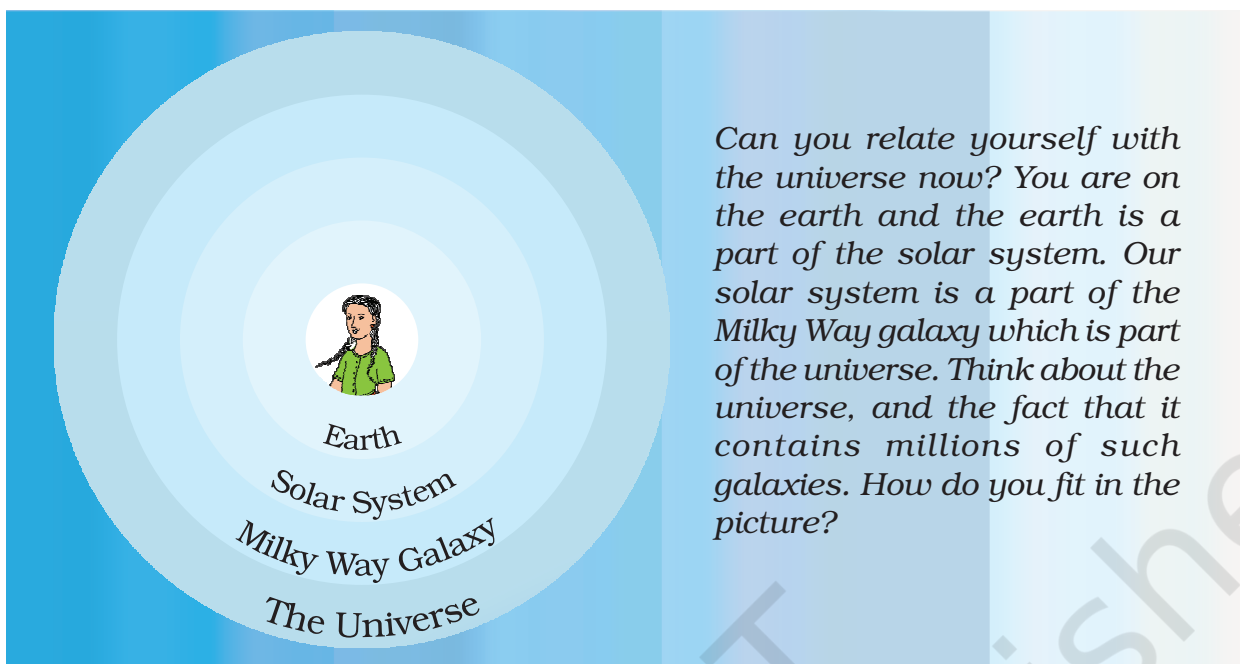 Can you relate yourself with
the universe now? You are on
the earth and the earth is a
part of the solar system. Our
solar system is a part of the
Milky Way galaxy which is part
of the universe. Think about the
universe, and the fact that it
contains millions of such
galaxies. How do you fit in the
picture?
Earth
Solar System
Milky Way Galaxy
The Universe